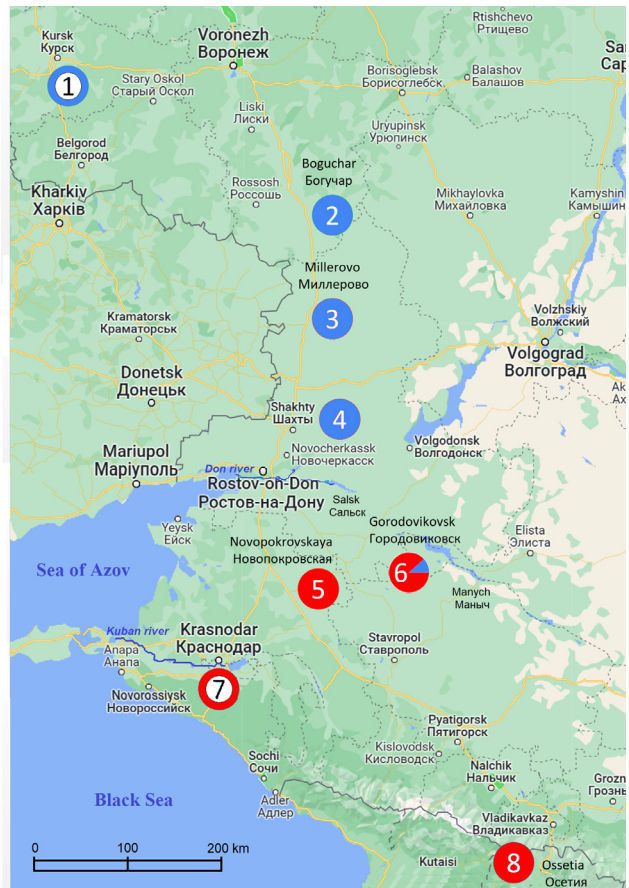 Kursk
Курск
1
Voronezh
Воронеж
Rtishchevo
Ртищево
Stary Oskol
Старый Оскол
Borisoglebsk
Борисоглебск
Balashov
Балашов
Liski
Лиски
Uryupinsk
Урюпинск
Belgorod
Белгород
Boguchar
Богучар
Kharkiv
Харків
Rossosh
Россошь
2
Mikhaylovka
Михайловка
Kamyshin
Камышин
Millerovo
Миллерово
3
Kramatorsk
Краматорськ
Volzhskiy
Волжский
Volgograd
Волгоград
Donetsk
Донецьк
Shakhty
Шахты
4
Novocherkassk
Новочеркасск
Volgodonsk
Волгодонск
Mariupol
Маріуполь
Don river
Rostov-on-Don
Ростов-на-Дону
Salsk
Сальск
Yeysk
Ейск
Gorodovikovsk
Городовиковск
Elista
Элиста
Novopokrovskaya
Новопокровская
Sea of Azov
5
6
Manych
Маныч
Kuban river
Krasnodar
Краснодар
Stavropol
Ставрополь
Anapa
Анапа
7
Novorossiysk
Новороссийск
Pyatigorsk
Пятигорск
Kislovodsk
Кисловодск
Sochi
Сочи
Nalchik
Нальчик
Grozn
Грозны
Black Sea
Adler
Адлер
Vladikavkaz
Владикавказ
0 100 200 km
Kutaisi
8
Ossetia
Осетия